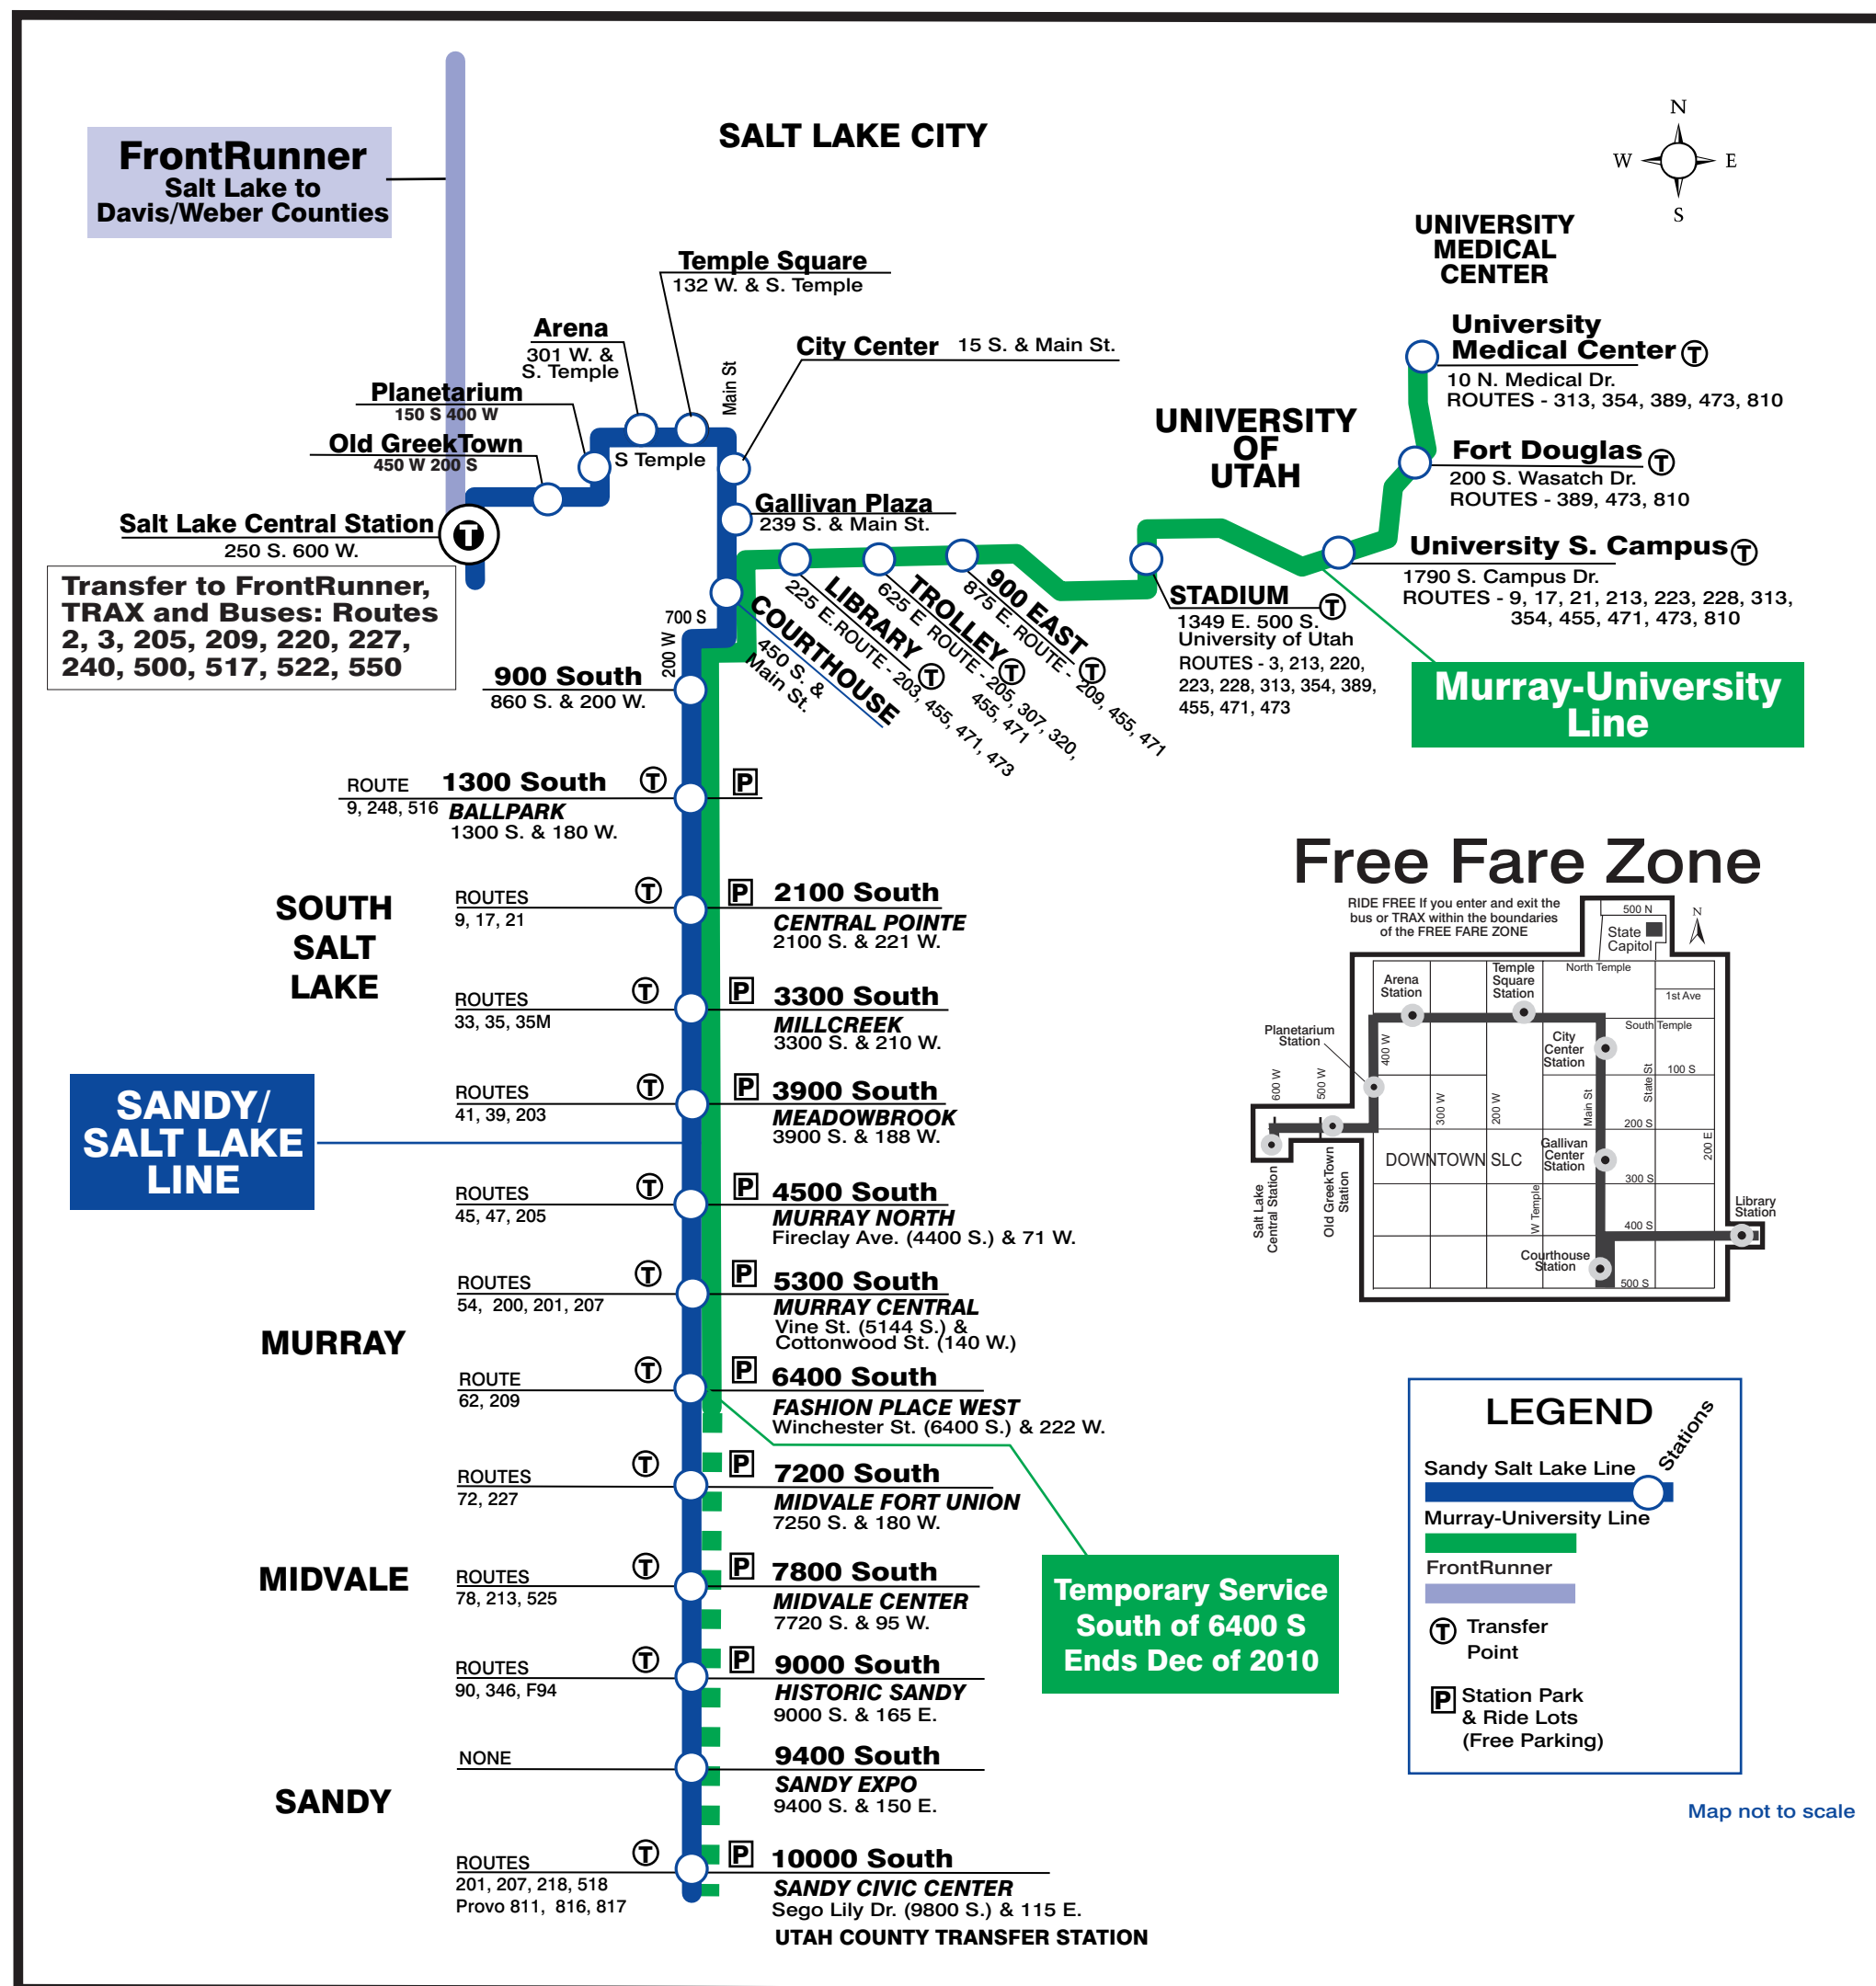 SALT LAKE CITY
N
W
E
S
FrontRunner
Salt Lake to
Davis/Weber Counties
UNIVERSITY
MEDICAL
CENTER
Temple Square
132 W. & S. Temple
Arena
301 W. &
S. Temple
Main St
City Center 15 S. & Main St.
Planetarium
150 S 400 W
Old GreekTown
450 W 200 S
S Temple
Gallivan Plaza
239 S. & Main St.
Salt Lake Central Station
T
250 S. 600 W.
Transfer to FrontRunner,
TRAX and Buses: Routes
2, 3, 205, 209, 220, 227,
240, 500, 517, 522, 550
UNIVERSITY
OF
UTAH
University
Medical Center T
10 N. Medical Dr.
ROUTES - 313, 354, 389, 473, 810
Fort Douglas T
200 S. Wasatch Dr.
ROUTES - 389, 473, 810
University S. Campus T
1790 S. Campus Dr.
ROUTES - 9, 17, 21, 213, 223, 228, 313,
354, 455, 471, 473, 810
STADIUM T
1349 E. 500 S.
University of Utah
ROUTES - 3, 213, 220,
223, 228, 313, 354, 389,
455, 471, 473
900 EAST T
875 E. ROUTE - 209, 455, 471
TROLLEY T
625 E ROUTE - 205, 307, 320,
455, 471
LIBRARY T
225 E.ROUTE - 203, 455, 471, 473
COURTHOUSE
450 S. &
Main St.
Murray-University
Line
700 S
200 W
900 South
860 S. & 200 W.
ROUTE 1300 South T P
9, 248, 516 BALLPARK
1300 S. & 180 W.
SOUTH
SALT
LAKE
ROUTES T P 2100 South
9, 17, 21 CENTRAL POINTE
2100 S. & 221 W.
ROUTES T P 3300 South
33, 35, 35M MILLCREEK
3300 S. & 210 W.
SANDY/
SALT LAKE
LINE
ROUTES T P 3900 South
41, 39, 203 MEADOWBROOK
3900 S. & 188 W.
ROUTES T P 4500 South
45, 47, 205 MURRAY NORTH
Fireclay Ave. (4400 S.) & 71 W.
ROUTES T P 5300 South
54, 200, 201, 207 MURRAY CENTRAL
Vine St. (5144 S.) &
Cottonwood St. (140 W.)
MURRAY
ROUTE T P 6400 South
62, 209 FASHION PLACE WEST
Winchester St. (6400 S.) & 222 W.
ROUTES T P 7200 South
72, 227 MIDVALE FORT UNION
7250 S. & 180 W.
MIDVALE
ROUTES T P 7800 South
78, 213, 525 MIDVALE CENTER
7720 S. & 95 W.
Temporary Service
South of 6400 S
Ends Dec of 2010
ROUTES T P 9000 South
90, 346, F94 HISTORIC SANDY
9000 S. & 165 E.
NONE 9400 South
SANDY EXPO
9400 S. & 150 E.
SANDY
ROUTES T P 10000 South
201, 207, 218, 518 SANDY CIVIC CENTER
Provo 811, 816, 817 Sego Lily Dr. (9800 S.) & 115 E.
UTAH COUNTY TRANSFER STATION
Free Fare Zone
RIDE FREE If you enter and exit the
bus or TRAX within the boundaries
of the FREE FARE ZONE
500 N
N
State
Capitol
North Temple
Arena
Station
Temple
Square
Station
1st Ave
South Temple
Planetarium
Station
400 W
City
Center
Station
State St
100 S
600 W
500 W
300 W
200 W
Main St
200 S
DOWNTOWN SLC
Gallivan
Center
Station
200 E
300 S
Salt Lake
Central Station
Old GreekTown
Station
W Temple
Library
Station
400 S
Courthouse
Station
500 S
LEGEND
Stations
Sandy Salt Lake Line
Murray-University Line
FrontRunner
T Transfer
Point
P Station Park
& Ride Lots
(Free Parking)
Map not to scale